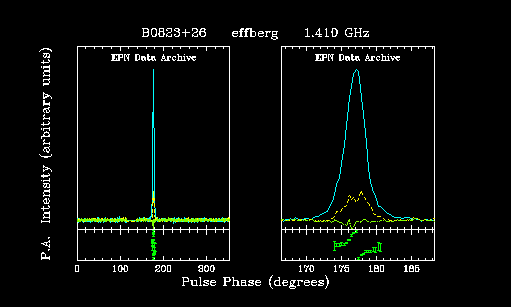 B0823+26 effberg 1.410 GHz
EPN Data Archive EPN Data Archive
P.A. Intensity (arbitrary units)
0 100 200 300 170 175 180 185
Pulse Phase (degrees)